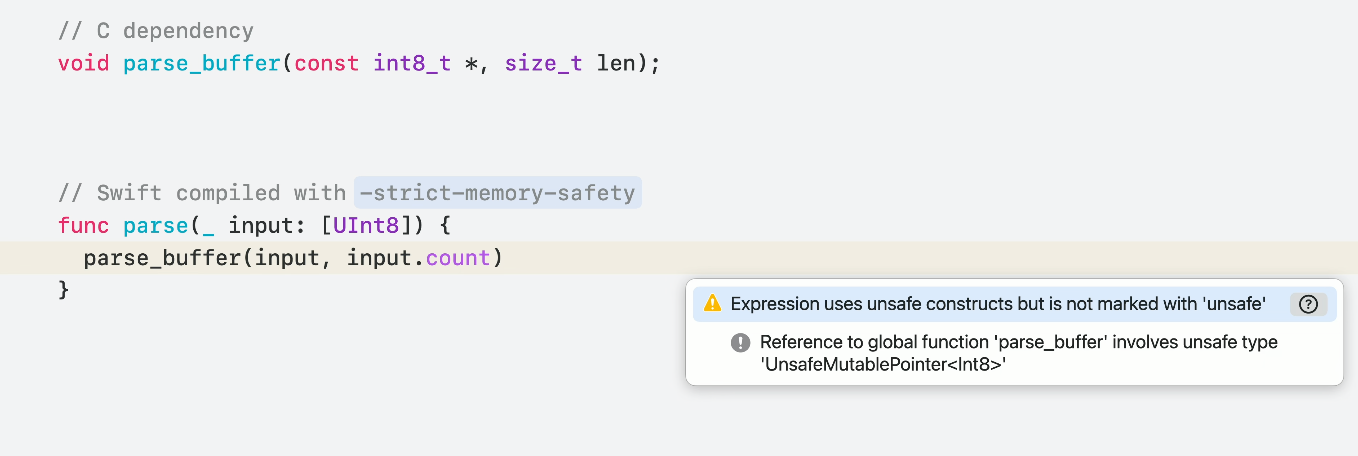 // C dependency
void parse_buffer(const int8_t *, size_t len);
// Swift compiled with -strict-memory-safety
func parse(_ input: [UInt8]) {
  parse_buffer(input, input.count)
}
Expression uses unsafe constructs but is not marked with 'unsafe'
Reference to global function 'parse_buffer' involves unsafe type
'UnsafeMutablePointer<Int8>'